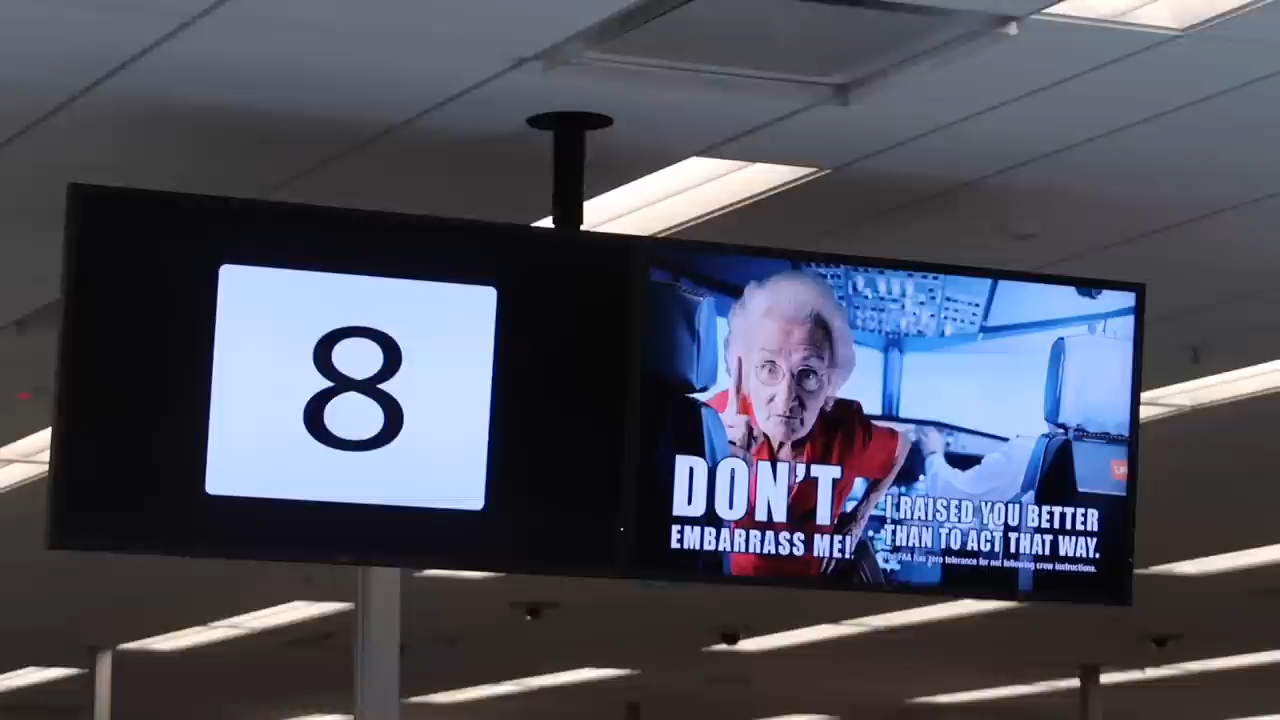 8
DON'T
EMBARRASS ME!
I RAISED YOU BETTER
THAN TO ACT THAT WAY.
The FAA has zero tolerance for not following crew instructions.